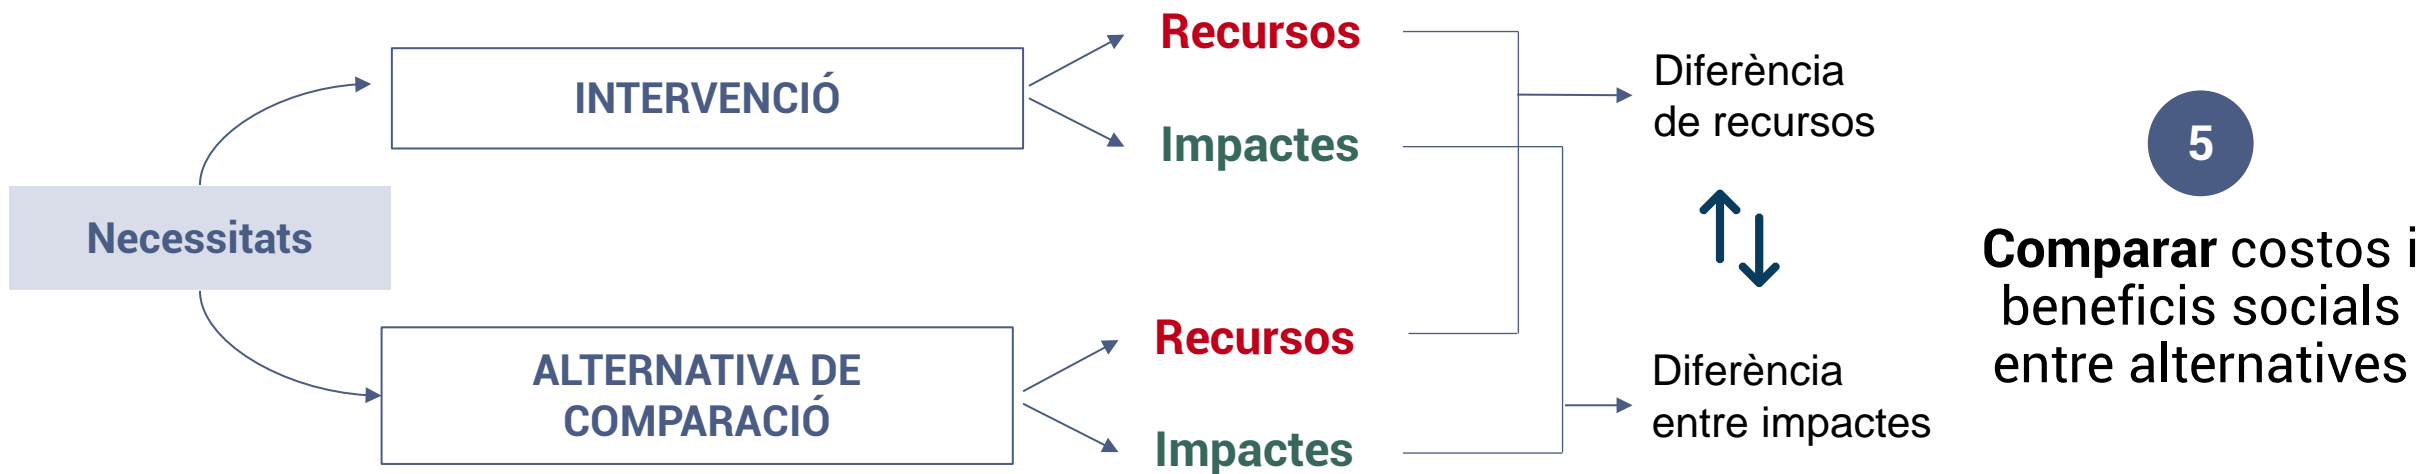 Necessitats
INTERVENCIÓ
Recursos
Impactes
ALTERNATIVA DE
COMPARACIÓ
Recursos
Impactes
Diferència
de recursos
Diferència
entre impactes
5
Comparar costos i
beneficis socials
entre alternatives